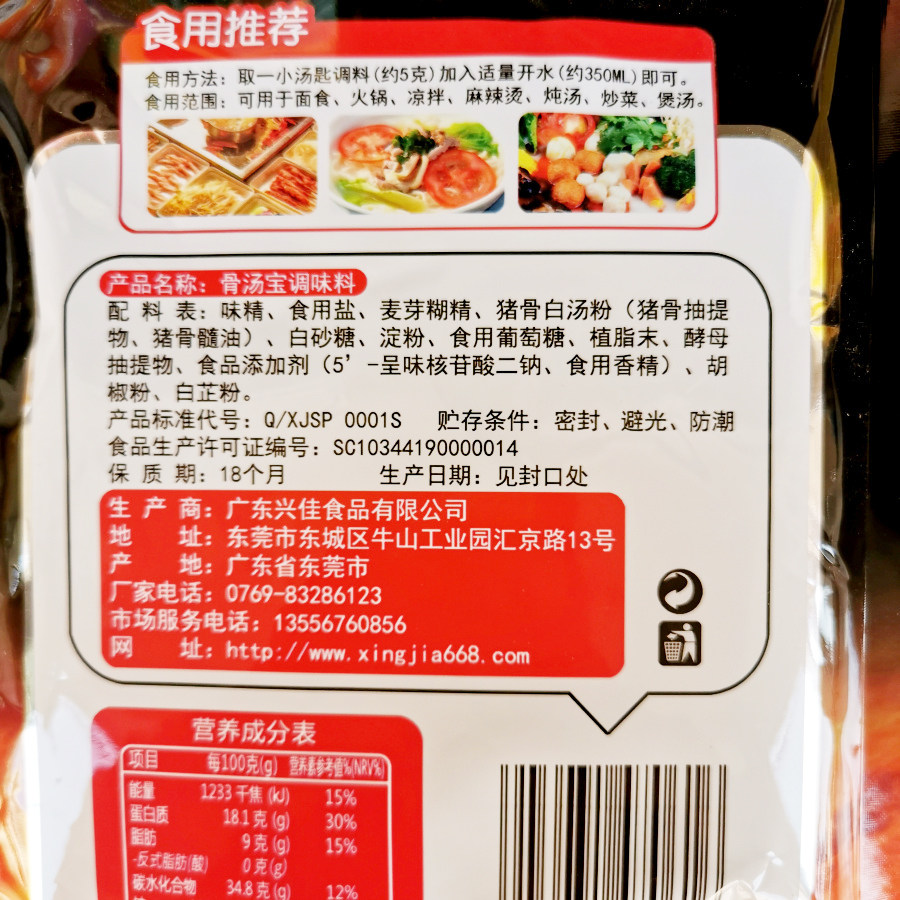 食用推荐
食用方法：取一小汤匙调料(约5克)加入适量开水(约350ML)即可。
食用范围：可用于面食、火锅、凉拌、麻辣烫、炖汤、炒菜、煲汤。
产品名称：骨汤宝调味料
配 料 表：味精、食用盐、麦芽糊精、猪骨白汤粉（猪骨抽提
物、猪骨髓油）、白砂糖、淀粉、食用葡萄糖、植脂末、酵母
抽提物、食品添加剂（5’-呈味核苷酸二钠、食用香精）、胡
椒粉、白芷粉。
产品标准代号：Q/XJSP 0001S 贮存条件：密封、避光、防潮
食品生产许可证编号：SC10344190000014
保 质 期：18个月 生产日期：见封口处
生 产 商：广东兴佳食品有限公司
地 址：东莞市东城区牛山工业园汇京路13号
产 地：广东省东莞市
厂家电话：0769-83286123
市场服务电话：13556760856
网 址：http://www.xingjia668.com
营养成分表
项目 每100克(g) 营养素参考值%(NRV%)
能量 1233 千焦 (kJ) 15%
蛋白质 18.1 克 (g) 30%
脂肪 9 克 (g) 15%
-反式脂肪(酸) 0 克 (g)
碳水化合物 34.8 克 (g) 12%